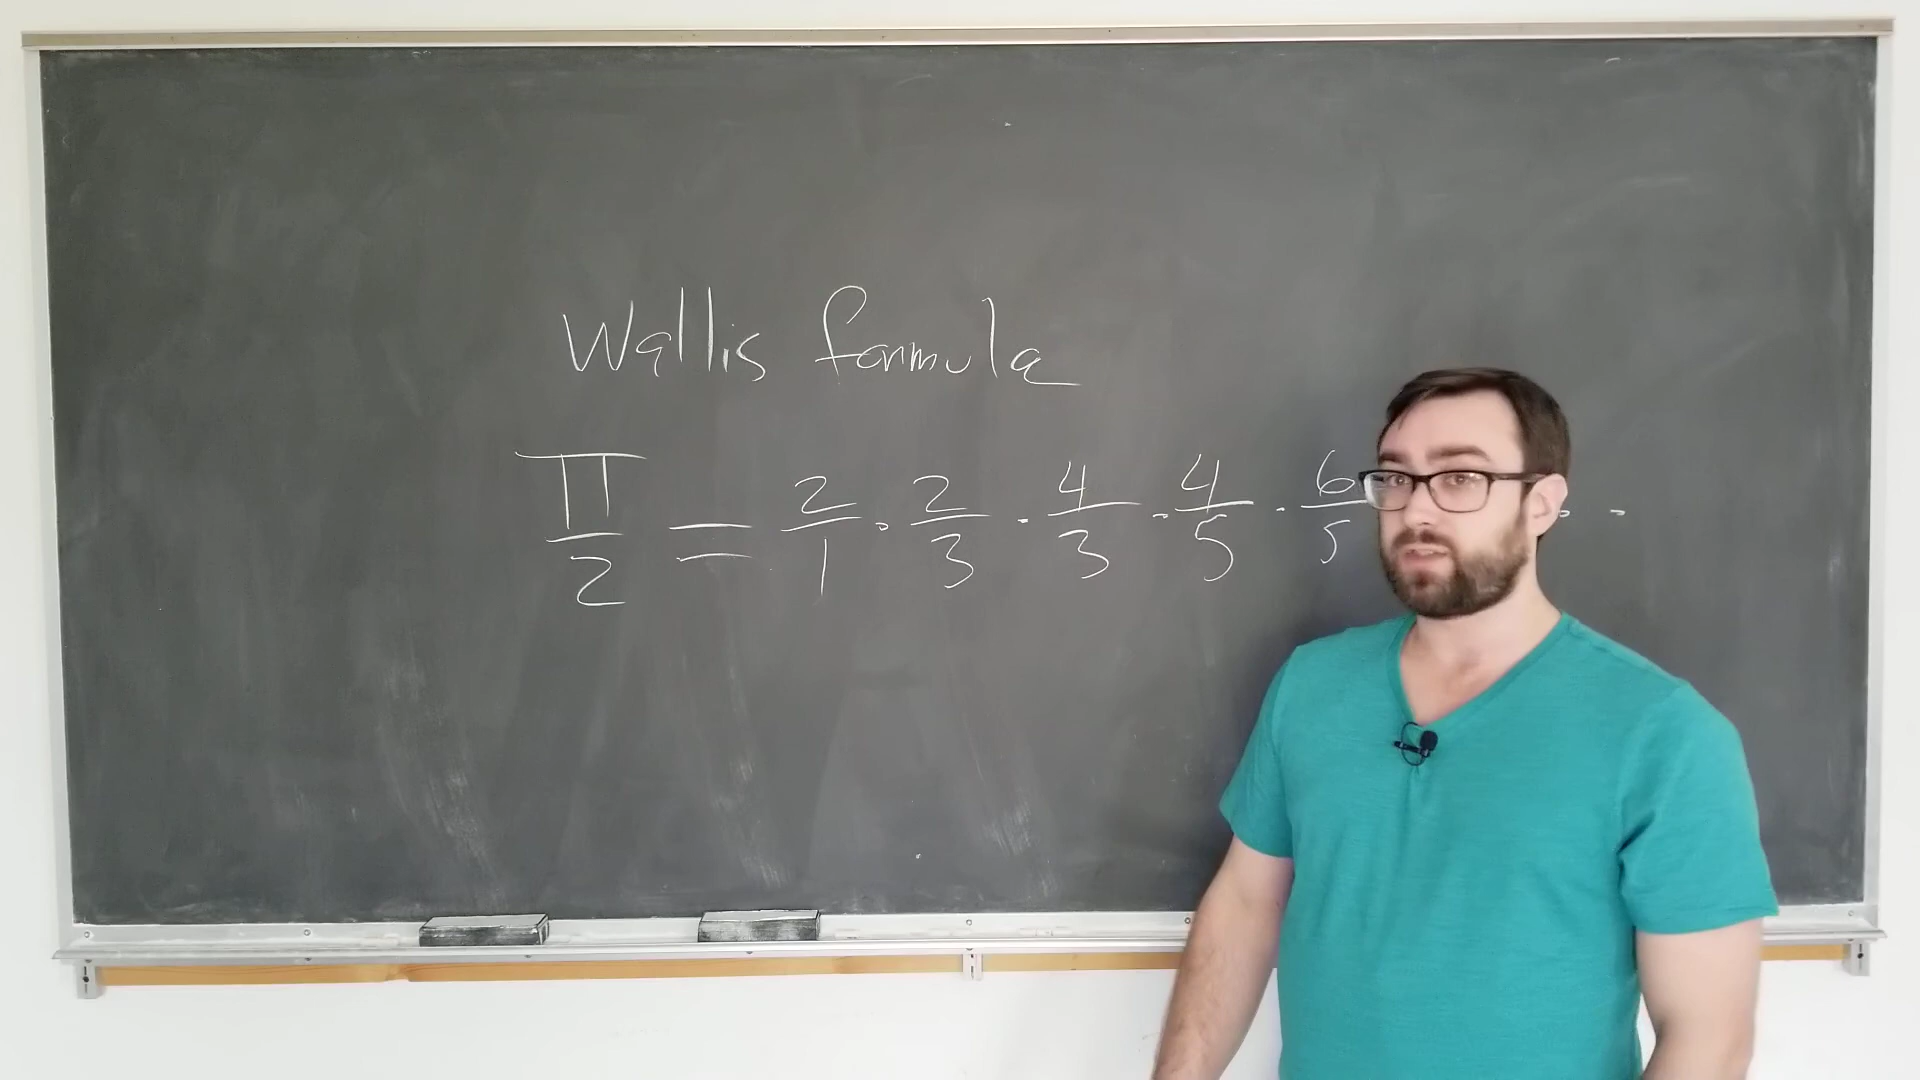 Wallis formula
π/2 = 2/1 · 2/3 · 4/3 · 4/5 · 6/5 · ·